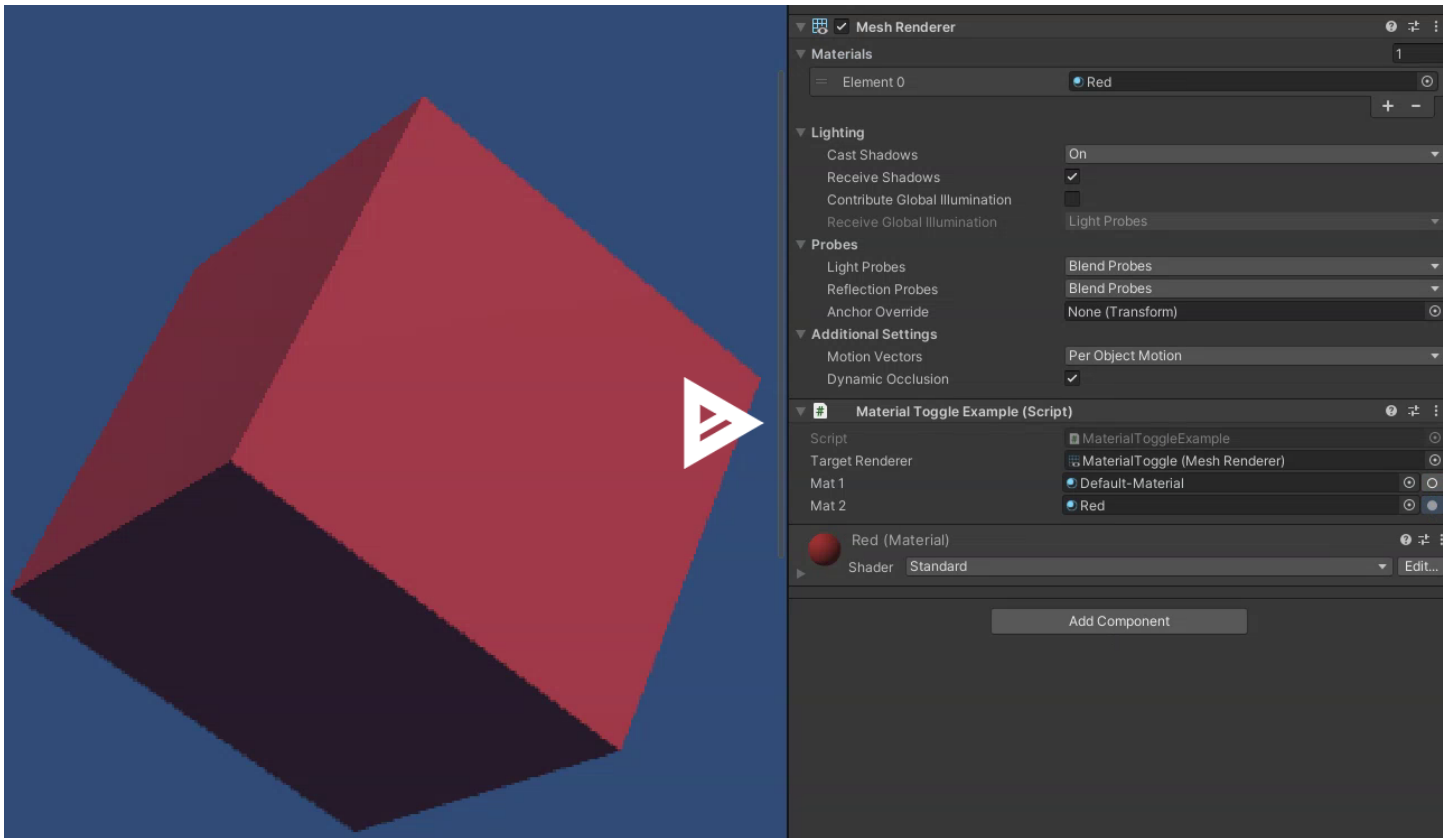 Mesh Renderer
Materials 1
Element 0 Red
Lighting
Cast Shadows On
Receive Shadows
Contribute Global Illumination
Receive Global Illumination Light Probes
Probes
Light Probes Blend Probes
Reflection Probes Blend Probes
Anchor Override None (Transform)
Additional Settings
Motion Vectors Per Object Motion
Dynamic Occlusion
# Material Toggle Example (Script)
Script MaterialToggleExample
Target Renderer MaterialToggle (Mesh Renderer)
Mat 1 Default-Material
Mat 2 Red
Red (Material)
Shader Standard Edit...
Add Component